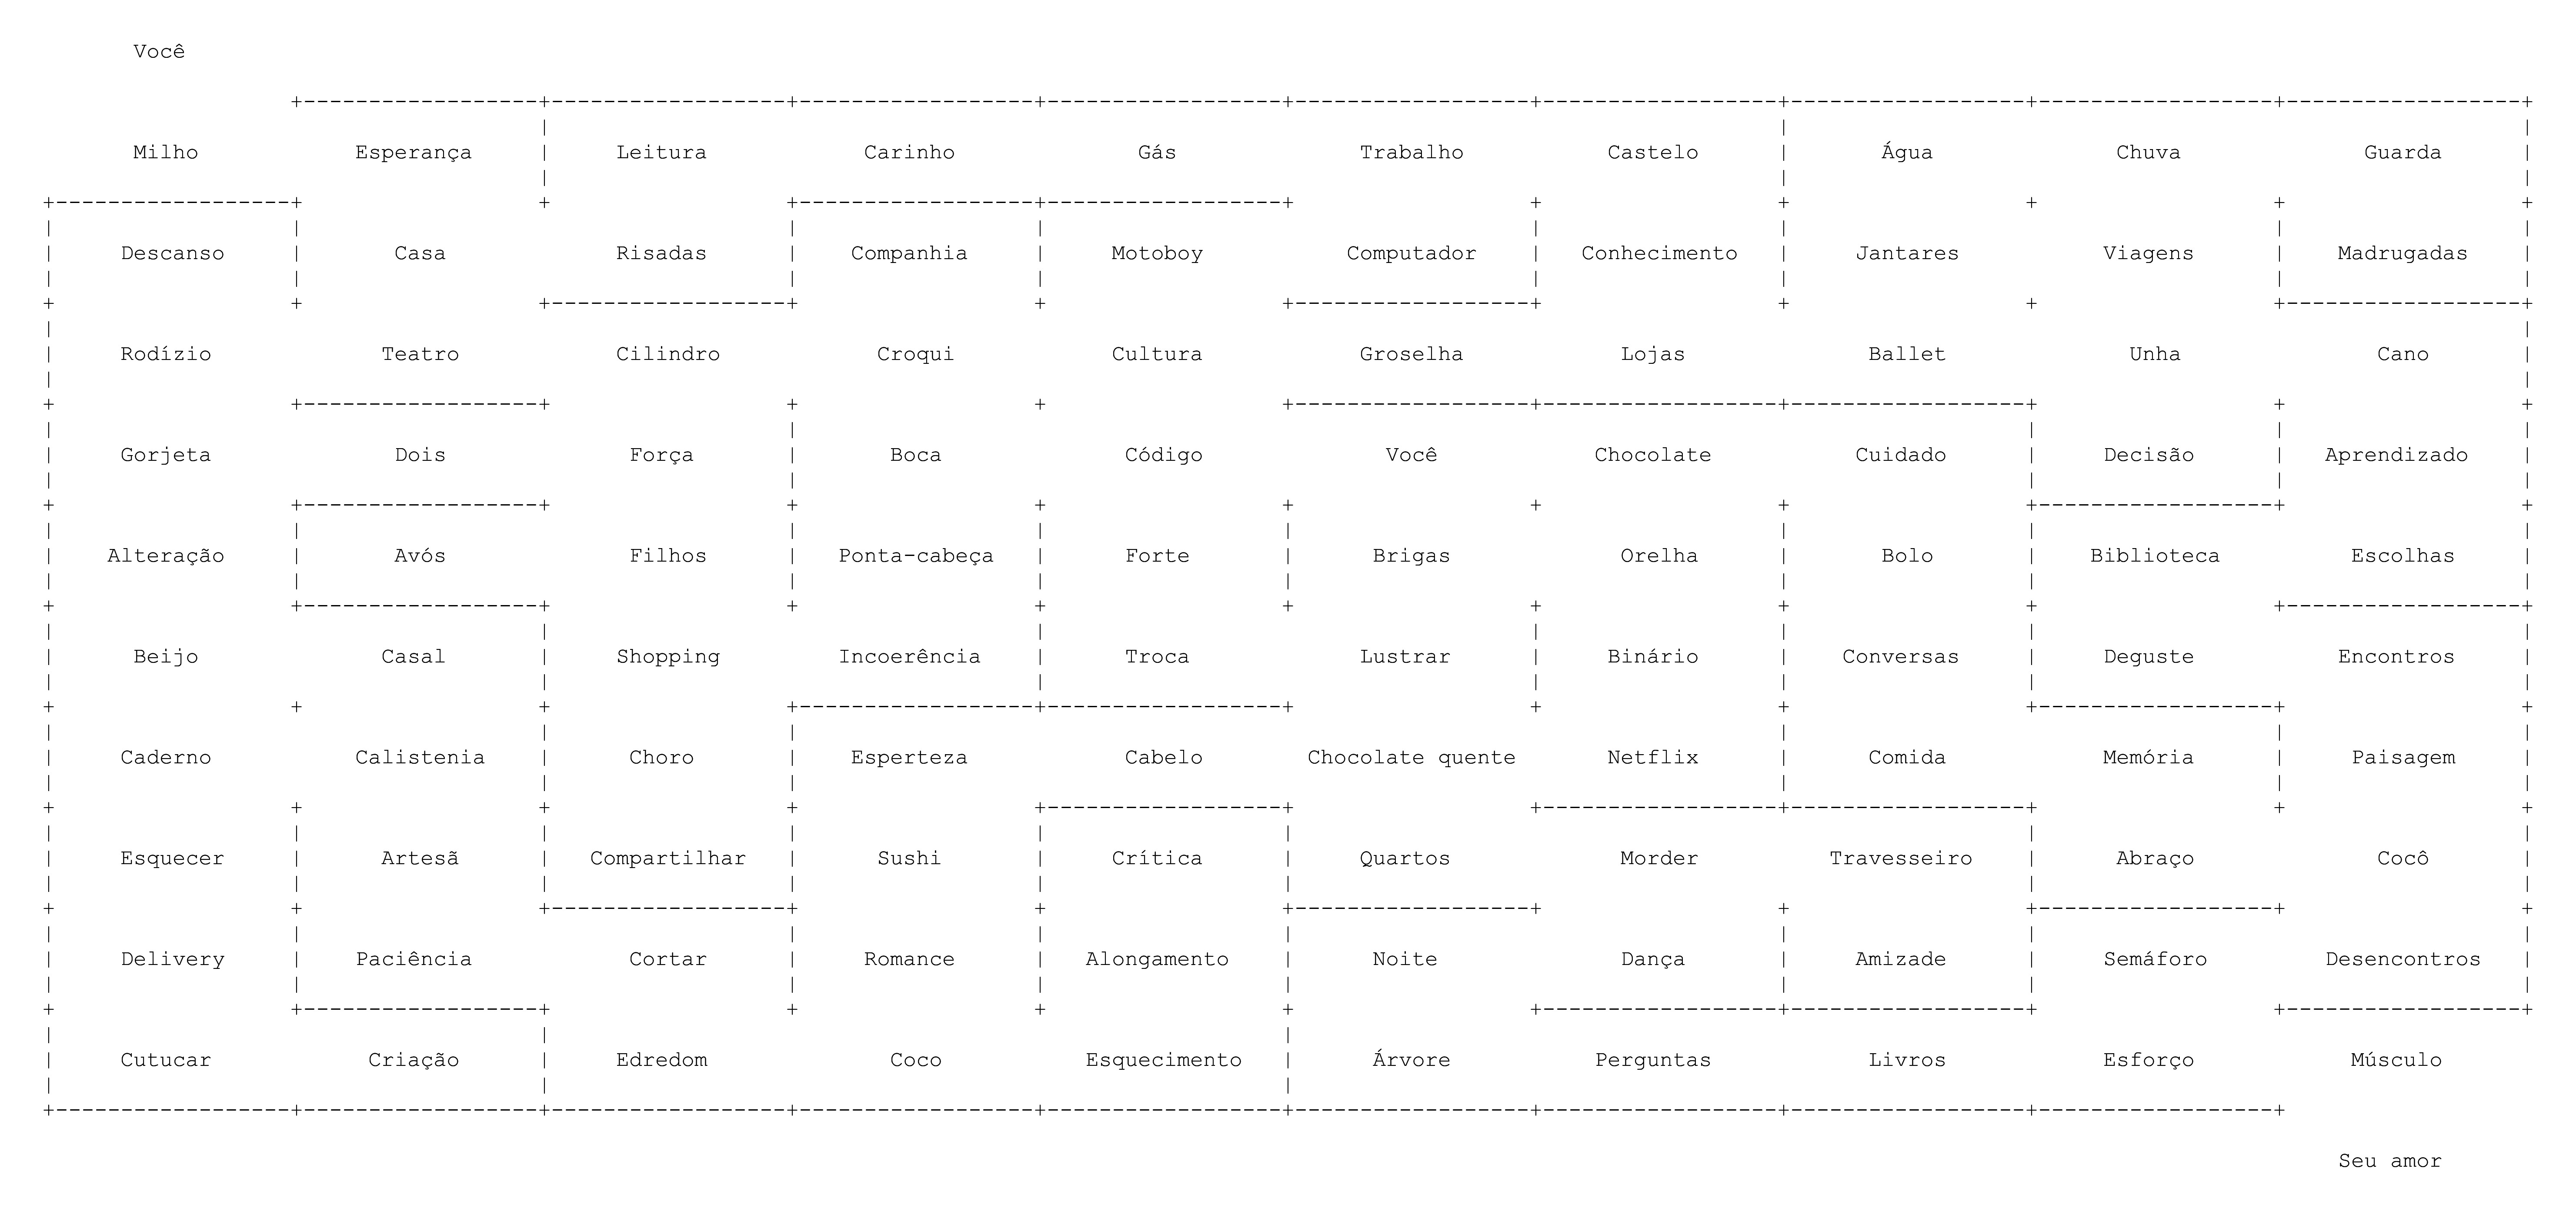 Você
Milho Esperança Leitura Carinho Gás Trabalho Castelo Água Chuva Guarda
Descanso Casa Risadas Companhia Motoboy Computador Conhecimento Jantares Viagens Madrugadas
Rodízio Teatro Cilindro Croqui Cultura Groselha Lojas Ballet Unha Cano
Gorjeta Dois Força Boca Código Você Chocolate Cuidado Decisão Aprendizado
Alteração Avós Filhos Ponta-cabeça Forte Brigas Orelha Bolo Biblioteca Escolhas
Beijo Casal Shopping Incoerência Troca Lustrar Binário Conversas Deguste Encontros
Caderno Calistenia Choro Esperteza Cabelo Chocolate quente Netflix Comida Memória Paisagem
Esquecer Artesã Compartilhar Sushi Crítica Quartos Morder Travesseiro Abraço Cocô
Delivery Paciência Cortar Romance Alongamento Noite Dança Amizade Semáforo Desencontros
Cutucar Criação Edredom Coco Esquecimento Árvore Perguntas Livros Esforço Músculo
Seu amor